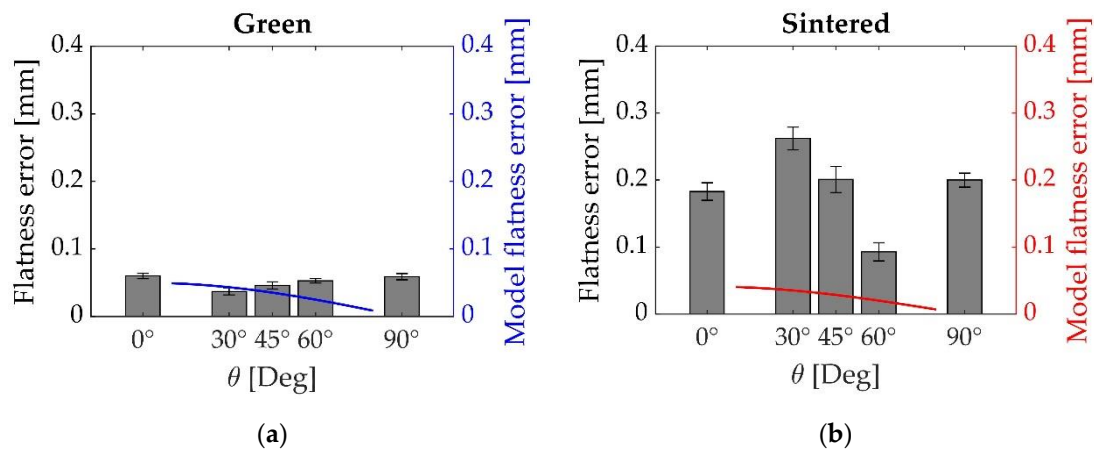 Green
Flatness error [mm]
0.4
0.3
0.2
0.1
0
0° 30° 45° 60° 90°
θ [Deg]
0.4
0.3
0.2
0.1
0
Model flatness error [mm]
(a)
Sintered
Flatness error [mm]
0.4
0.3
0.2
0.1
0
0° 30° 45° 60° 90°
θ [Deg]
0.4
0.3
0.2
0.1
0
Model flatness error [mm]
(b)